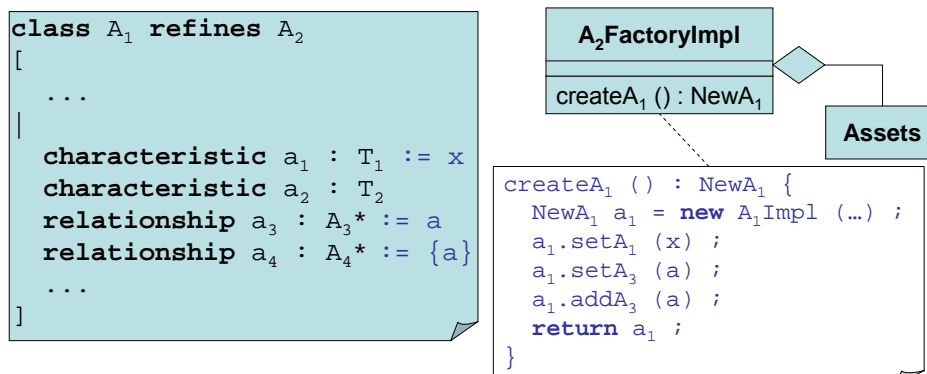 class A₁ refines A₂
[
...
|
characteristic a₁ : T₁ := x
characteristic a₂ : T₂
relationship a₃ : A₃* := a
relationship a₄ : A₄* := {a}
...
]
A₂FactoryImpl
createA₁ () : NewA₁
Assets
createA₁ () : NewA₁ {
NewA₁ a₁ = new A₁Impl (…) ;
a₁.setA₁ (x) ;
a₁.setA₃ (a) ;
a₁.addA₃ (a) ;
return a₁ ;
}